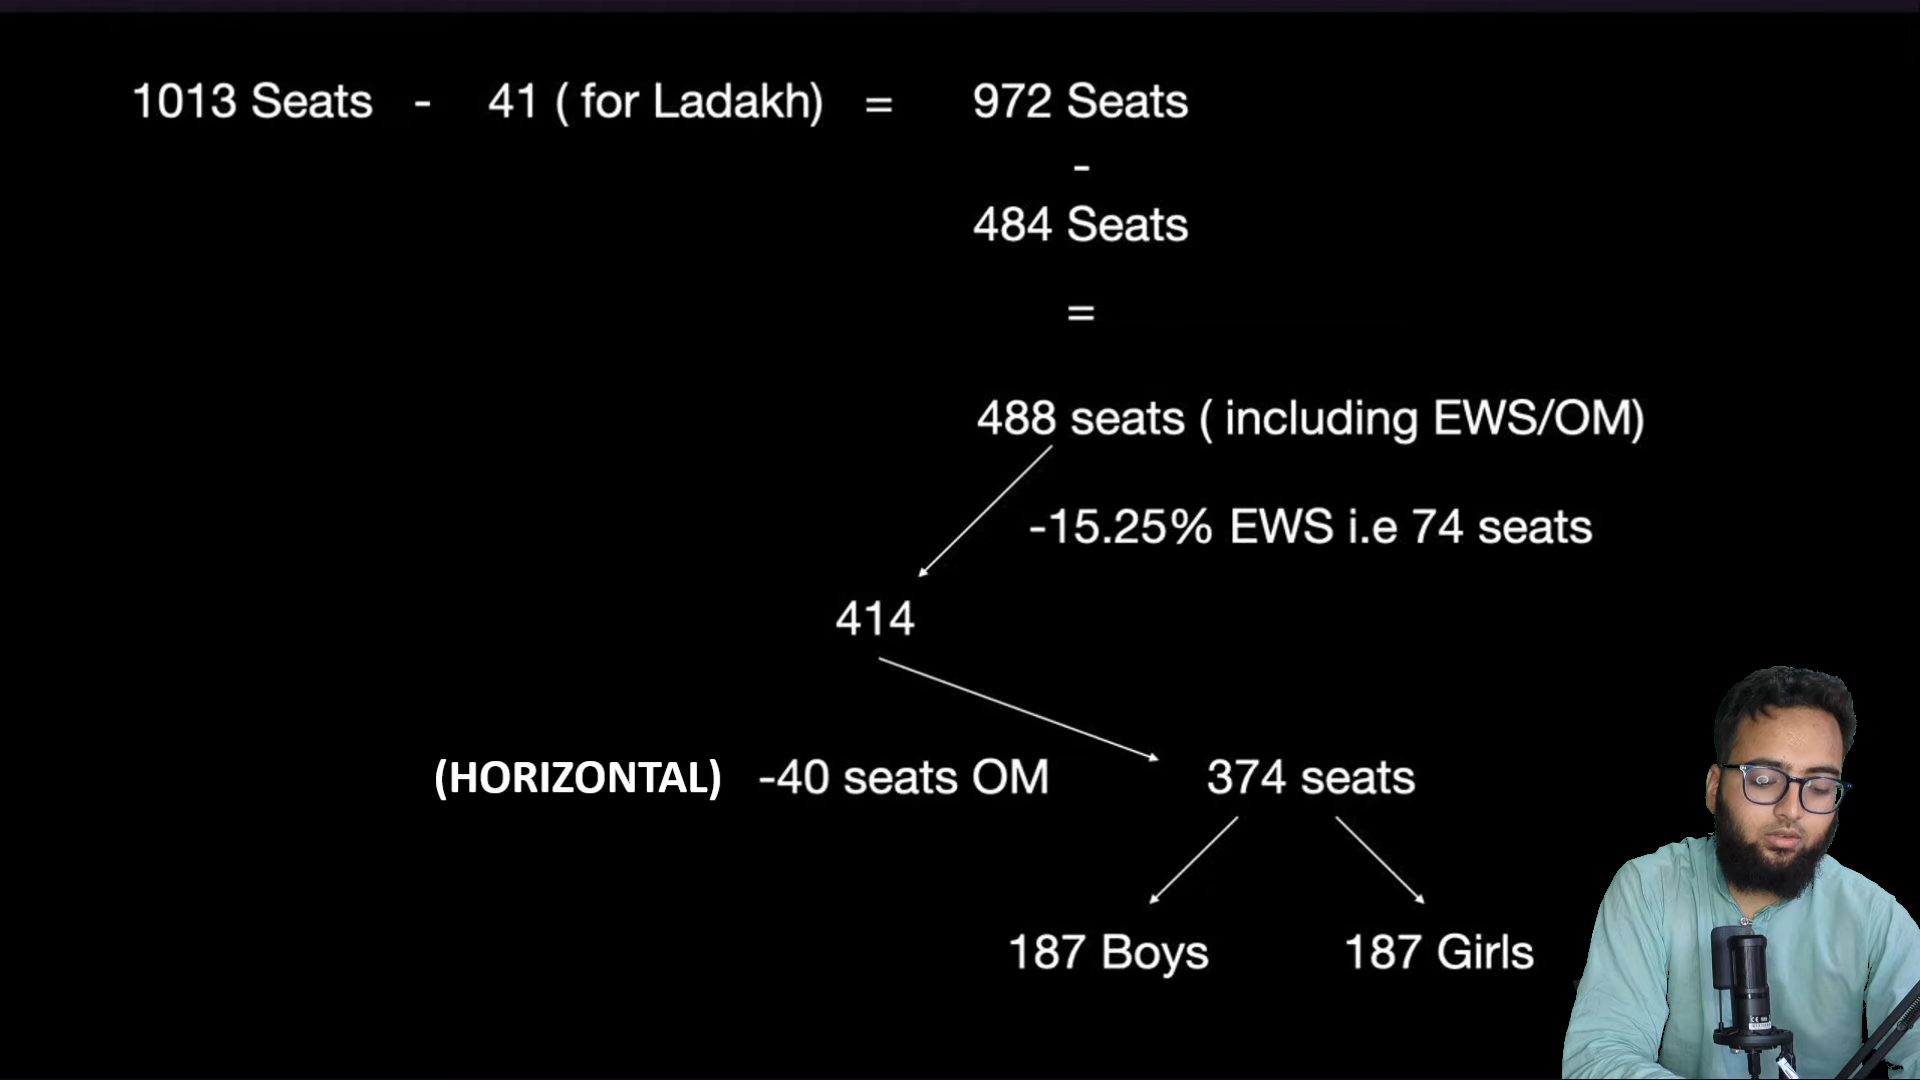 1013 Seats - 41 ( for Ladakh) = 972 Seats
-
484 Seats
=
488 seats ( including EWS/OM)
-15.25% EWS i.e 74 seats
414
(HORIZONTAL) -40 seats OM 374 seats
187 Boys 187 Girls